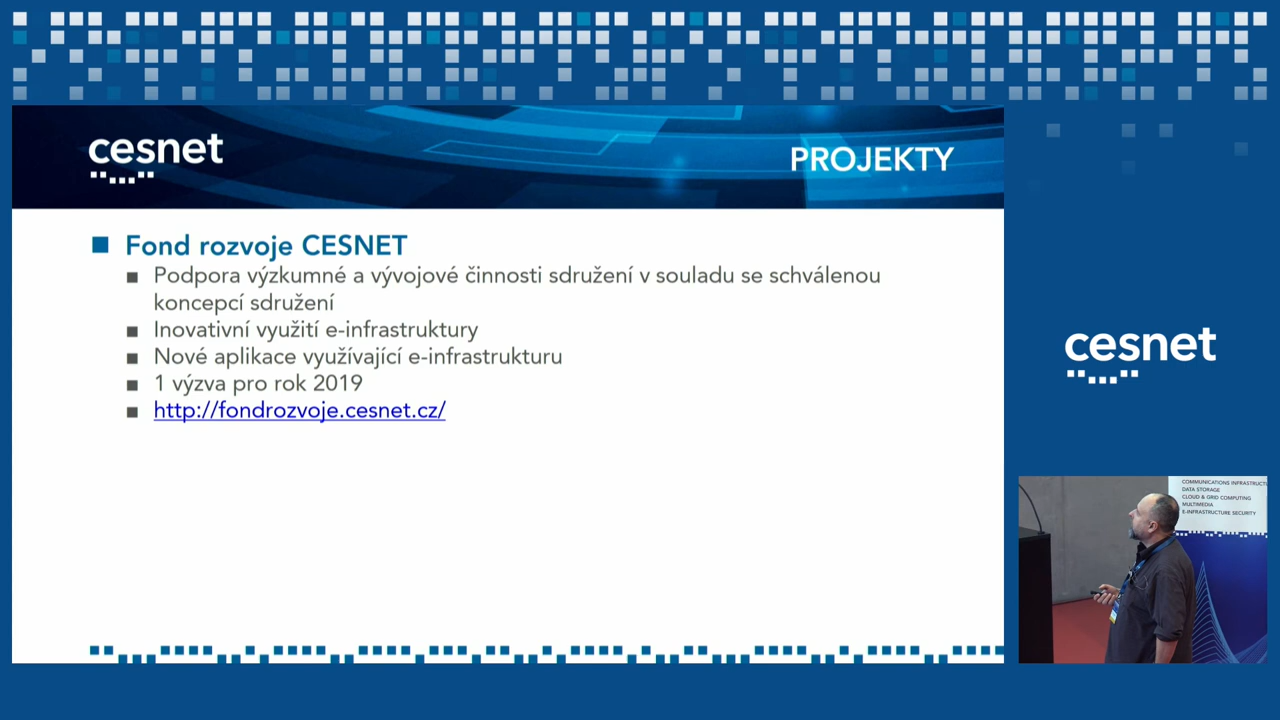 cesnet
PROJEKTY
Fond rozvoje CESNET
Podpora výzkumné a vývojové činnosti sdružení v souladu se schválenou
koncepcí sdružení
Inovativní využití e-infrastruktury
Nové aplikace využívající e-infrastrukturu
1 výzva pro rok 2019
http://fondrozvoje.cesnet.cz/
cesnet
COMMUNICATIONS INFRASTRUCTU
DATA STORAGE
CLOUD & GRID COMPUTING
MULTIMEDIA
E-INFRASTRUCTURE SECURITY